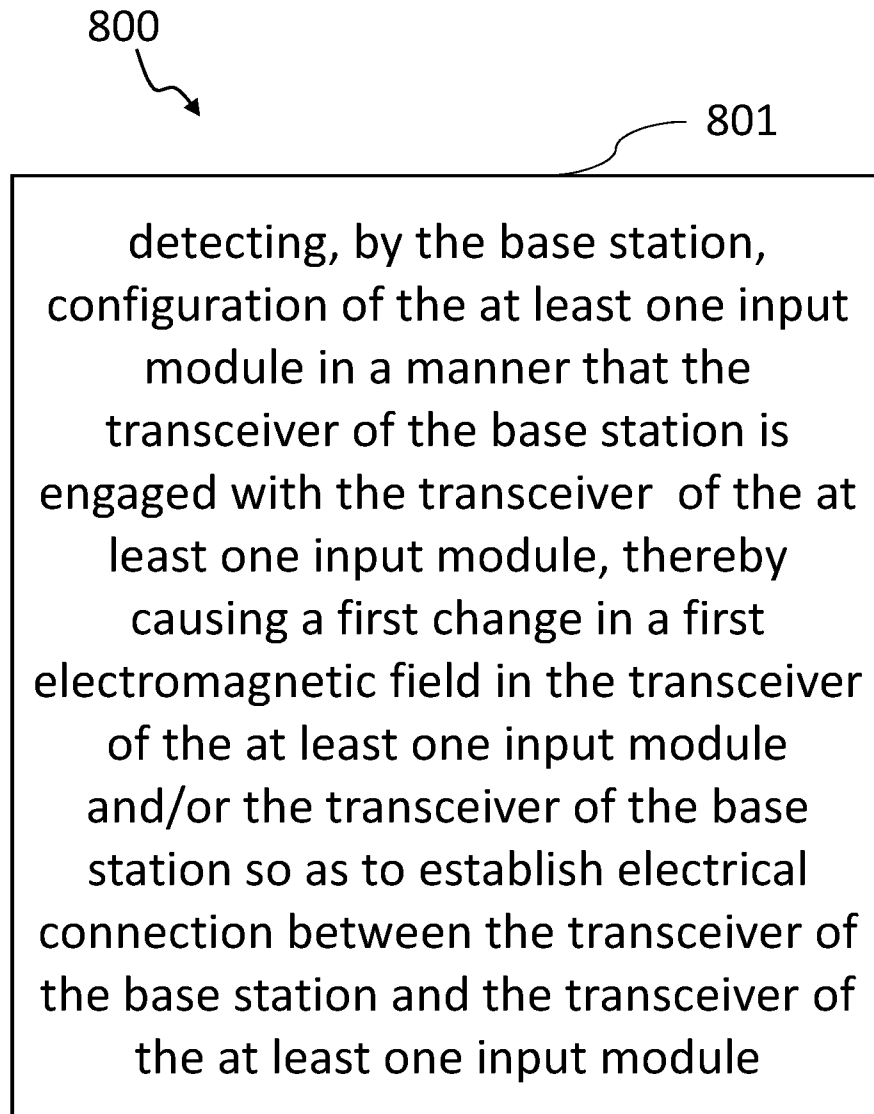 800
801
detecting, by the base station,
configuration of the at least one input
module in a manner that the
transceiver of the base station is
engaged with the transceiver  of the at
least one input module, thereby
causing a first change in a first
electromagnetic field in the transceiver
of the at least one input module
and/or the transceiver of the base
station so as to establish electrical
connection between the transceiver of
the base station and the transceiver of
the at least one input module